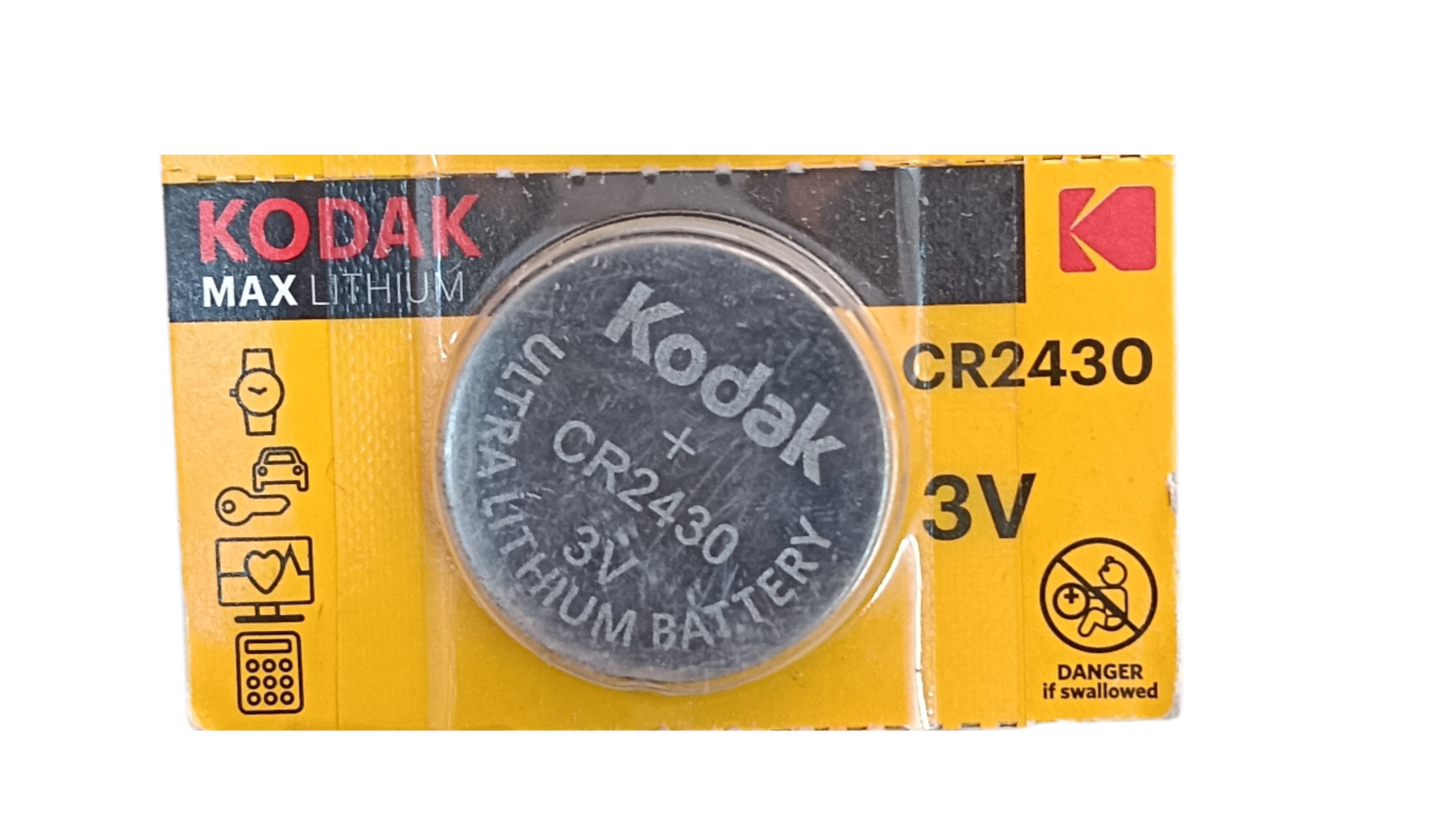 KODAK
MAX LITHIUM
CR2430
3V
DANGER
if swallowed
Kodak
+
CR2430
3V
ULTRA LITHIUM BATTERY